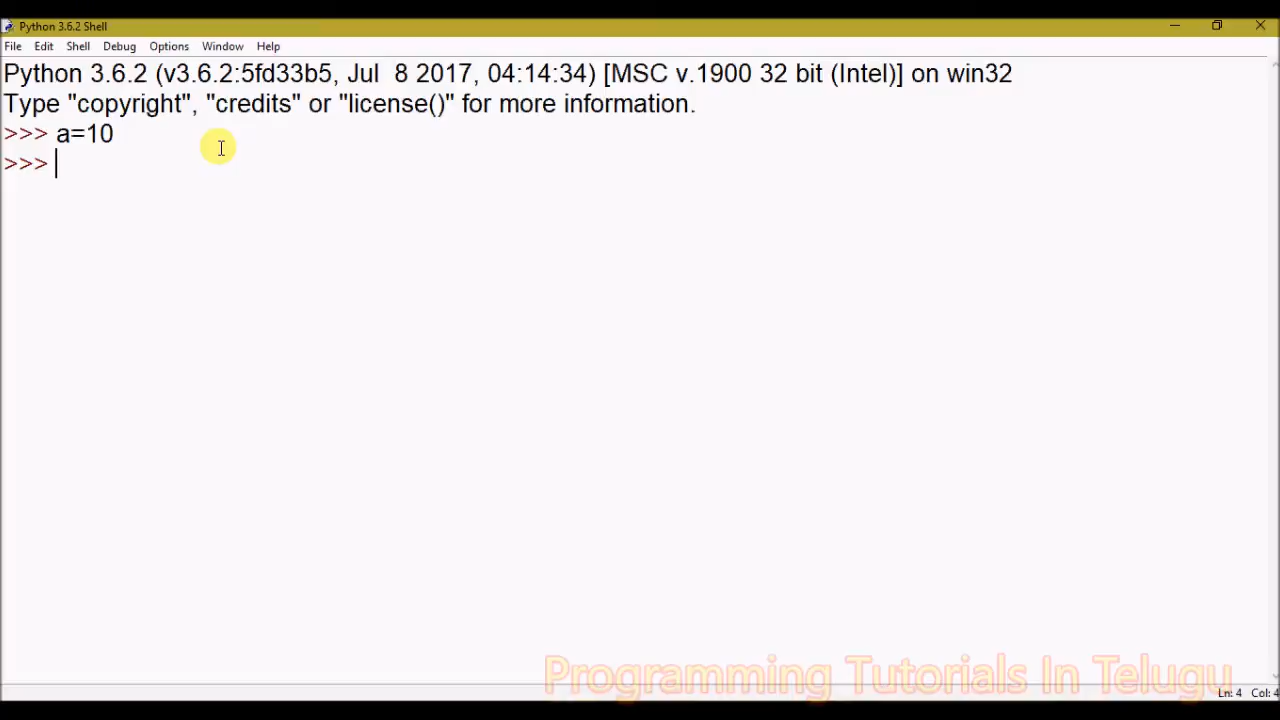 Python 3.6.2 Shell
File Edit Shell Debug Options Window Help
Python 3.6.2 (v3.6.2:5fd33b5, Jul  8 2017, 04:14:34) [MSC v.1900 32 bit (Intel)] on win32
Type "copyright", "credits" or "license()" for more information.
>>> a=10
>>>
Programming Tutorials In Telugu
Ln: 4 Col: 4